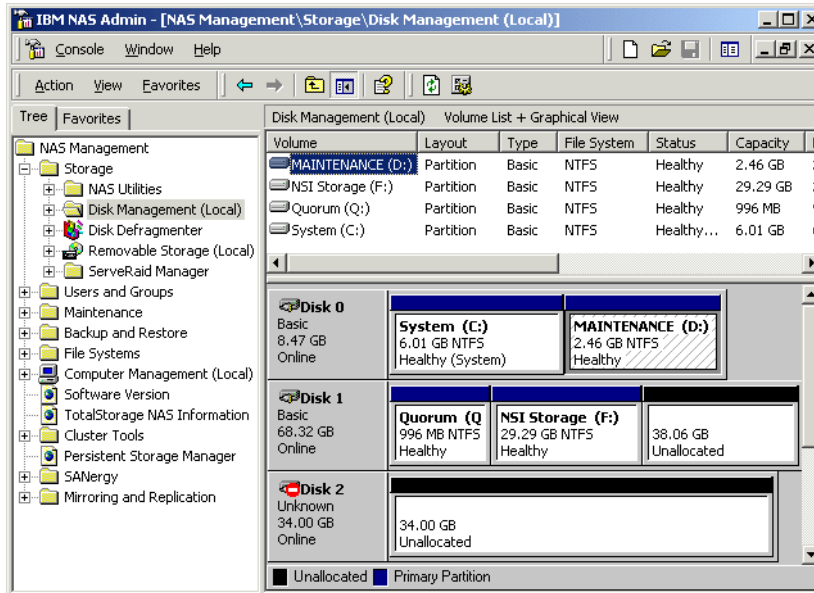 IBM NAS Admin - [NAS Management\Storage\Disk Management (Local)]
Console Window Help
Action View Favorites
Tree Favorites
NAS Management
Storage
NAS Utilities
Disk Management (Local)
Disk Defragmenter
Removable Storage (Local)
ServeRaid Manager
Users and Groups
Maintenance
Backup and Restore
File Systems
Computer Management (Local)
Software Version
TotalStorage NAS Information
Cluster Tools
Persistent Storage Manager
SANergy
Mirroring and Replication
Disk Management (Local) Volume List + Graphical View
Volume Layout Type File System Status Capacity
MAINTENANCE (D:) Partition Basic NTFS Healthy 2.46 GB
NSI Storage (F:) Partition Basic NTFS Healthy 29.29 GB
Quorum (Q:) Partition Basic NTFS Healthy 996 MB
System (C:) Partition Basic NTFS Healthy... 6.01 GB
Disk 0
Basic
8.47 GB
Online
System (C:)
6.01 GB NTFS
Healthy (System)
MAINTENANCE (D:)
2.46 GB NTFS
Healthy
Disk 1
Basic
68.32 GB
Online
Quorum (Q
996 MB NTFS
Healthy
NSI Storage (F:)
29.29 GB NTFS
Healthy
38.06 GB
Unallocated
Disk 2
Unknown
34.00 GB
Online
34.00 GB
Unallocated
Unallocated Primary Partition